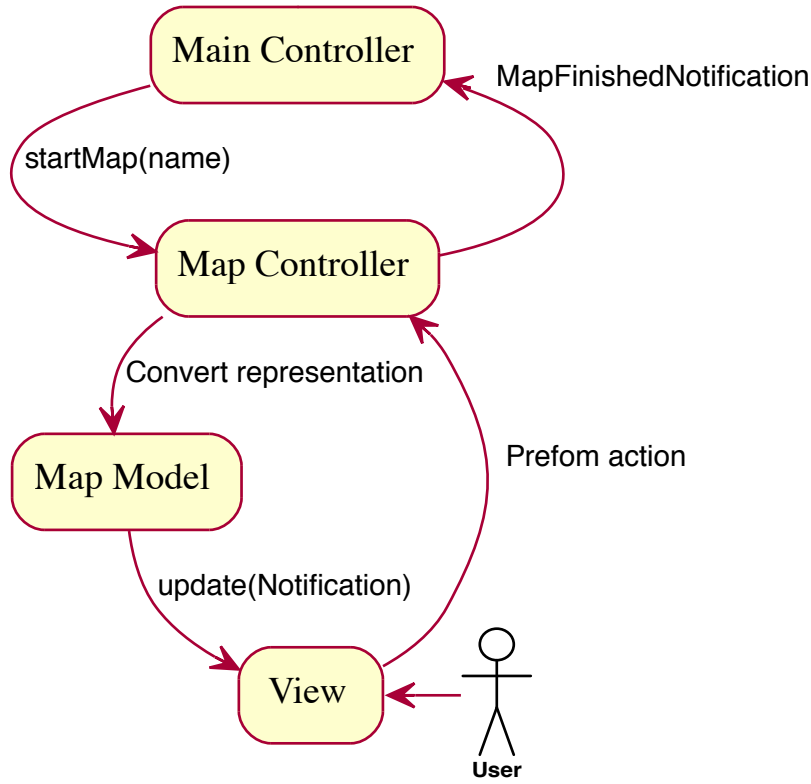 Main Controller
MapFinishedNotification
startMap(name)
Map Controller
Convert representation
Prefom action
Map Model
update(Notification)
View
User